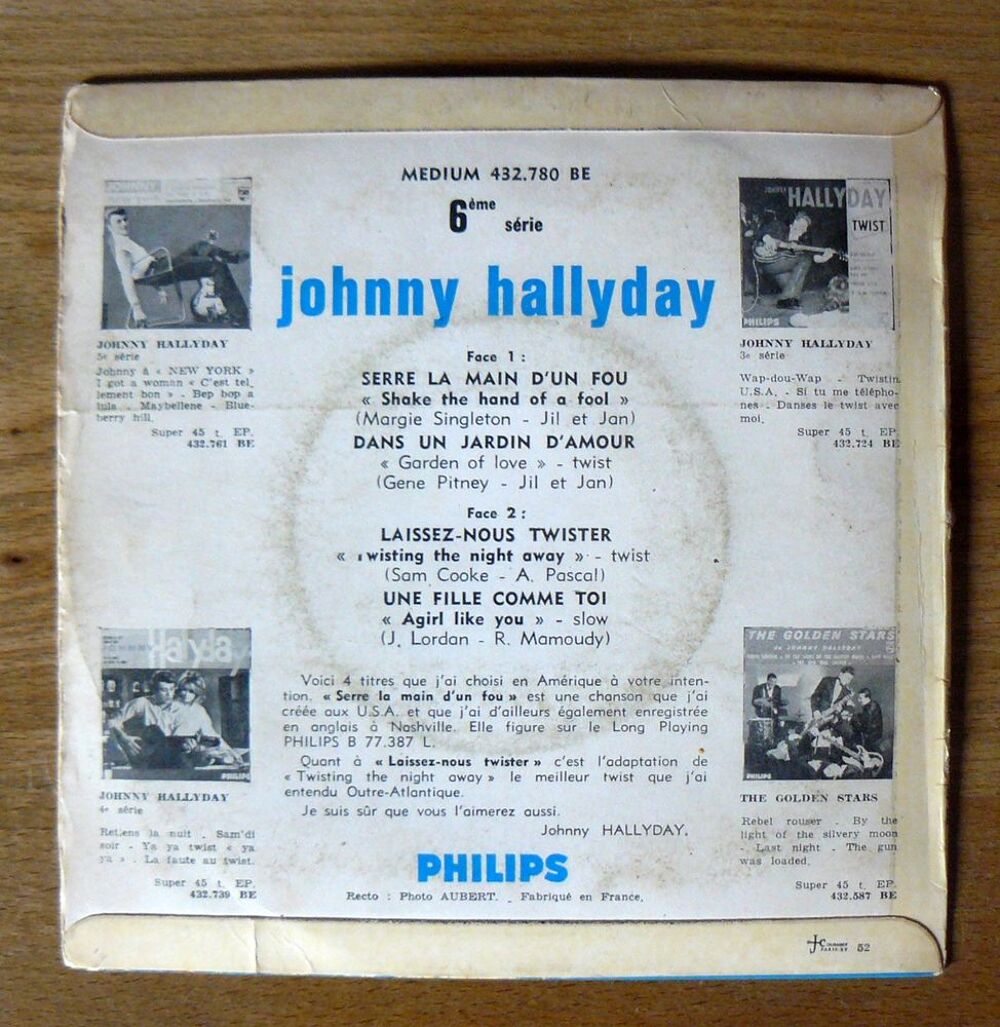 MEDIUM 432.780 BE
6ème série
johnny hallyday
Face 1 :
SERRE LA MAIN D'UN FOU
« Shake the hand of a fool »
(Margie Singleton - Jil et Jan)
DANS UN JARDIN D'AMOUR
« Garden of love » - twist
(Gene Pitney - Jil et Jan)
Face 2 :
LAISSEZ-NOUS TWISTER
« wisting the night away » - twist
(Sam Cooke - A. Pascal)
UNE FILLE COMME TOI
« Agirl like you » - slow
(J. Lordan - R. Mamoudy)
Voici 4 titres que j'ai choisi en Amérique à votre inten-
tion. « Serre la main d'un fou » est une chanson que j'ai
créée aux U.S.A. et que j'ai d'ailleurs également enregistrée
en anglais à Nashville. Elle figure sur le Long Playing
PHILIPS B 77.387 L.
Quant à « Laissez-nous twister » c'est l'adaptation de
« Twisting the night away » le meilleur twist que j'ai
entendu Outre-Atlantique.
Je suis sûr que vous l'aimerez aussi.
Johnny HALLYDAY.
PHILIPS
Recto : Photo AUBERT. - Fabriqué en France.
JOHNNY
JOHNNY HALLYDAY
5e série
Johnny à « NEW YORK »
I got a woman « C'est tel-
lement bon » - Bep bop a
lula - Maybellene - Blue-
berry hill.
Super 45 t. EP.
432.761 BE
HALLYDAY
TWIST
PHILIPS
JOHNNY HALLYDAY
3e série
Wap-dou-Wap - Twistin
U.S.A. - Si tu me télépho-
nes - Danses le twist avec
moi.
Super 45 t. EP.
432.724 BE
PHILIPS
JOHNNY HALLYDAY
4e série
Retiens la nuit - Sam'di
soir - Ya ya twist « ya
ya » - La faute au twist.
Super 45 t. EP.
432.739 BE
THE GOLDEN STARS
de JOHNNY HALLYDAY
PHILIPS
THE GOLDEN STARS
Rebel rouser - By the
light of the silvery moon
- Last night - The gun
was loaded.
Super 45 t. EP.
432.587 BE
52